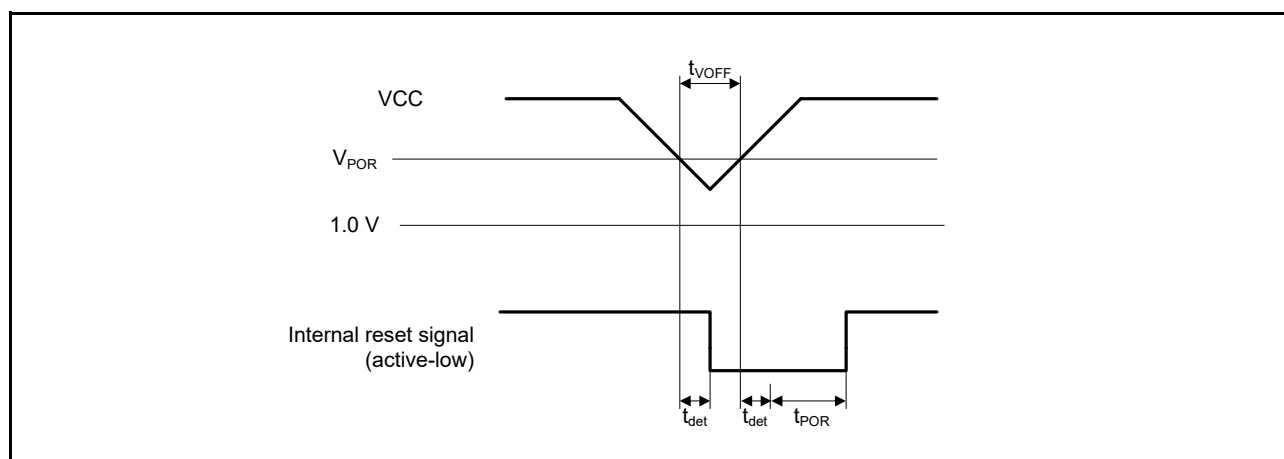 tVOFF
VCC
VPOR
1.0 V
Internal reset signal
(active-low)
tdet tdet tPOR